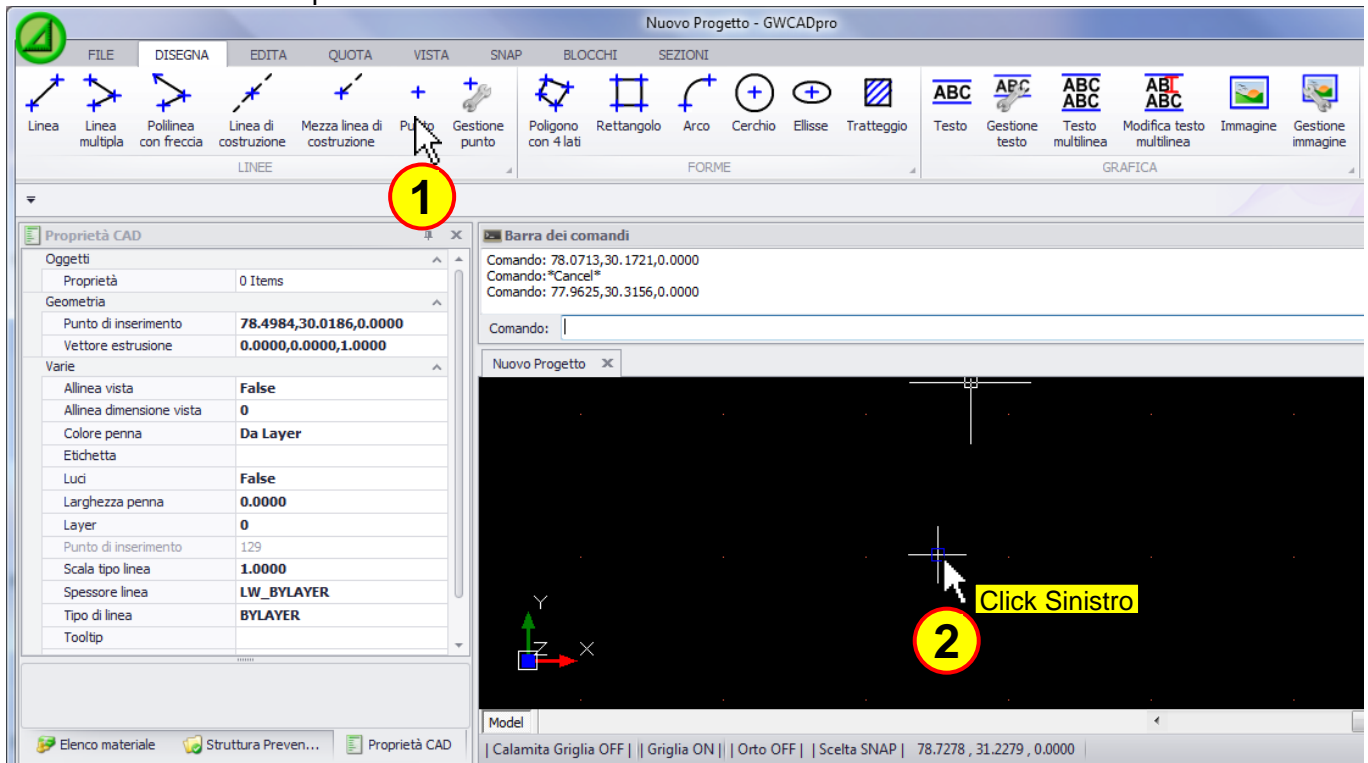 Nuovo Progetto - GWCADpro
FILE DISEGNA EDITA QUOTA VISTA SNAP BLOCCHI SEZIONI
ABC ABC ABC ABC ABC ABC
Linea Linea multipla Polilinea con freccia Linea di costruzione Mezza linea di costruzione Punto Gestione punto Poligono con 4 lati Rettangolo Arco Cerchio Ellisse Tratteggio Testo Gestione testo Testo multilinea Modifica testo multilinea Immagine Gestione immagine
LINEE FORME GRAFICA
1
Proprietà CAD
Oggetti
Proprietà 0 Items
Geometria
Punto di inserimento 78.4984,30.0186,0.0000
Vettore estrusione 0.0000,0.0000,1.0000
Varie
Allinea vista False
Allinea dimensione vista 0
Colore penna Da Layer
Etichetta
Luci False
Larghezza penna 0.0000
Layer 0
Punto di inserimento 129
Scala tipo linea 1.0000
Spessore linea LW_BYLAYER
Tipo di linea BYLAYER
Tooltip
Elenco materiale Struttura Preven... Proprietà CAD
Barra dei comandi
Comando: 78.0713,30.1721,0.0000
Comando:*Cancel*
Comando: 77.9625,30.3156,0.0000
Comando:
Nuovo Progetto
Click Sinistro
2
Y
Z X
Model
| Calamita Griglia OFF | | Griglia ON | | Orto OFF | | Scelta SNAP | 78.7278 , 31.2279 , 0.0000